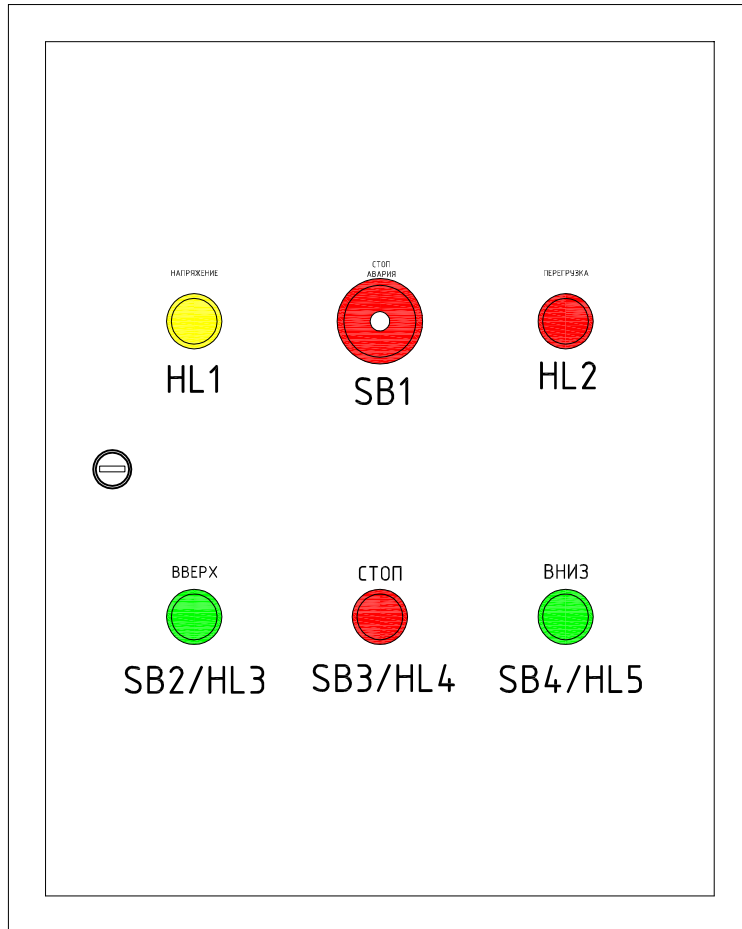 НАПРЯЖЕНИЕ
СТОП
АВАРИЯ
ПЕРЕГРУЗКА
HL1
SB1
HL2
ВВЕРХ
СТОП
ВНИЗ
SB2/HL3
SB3/HL4
SB4/HL5